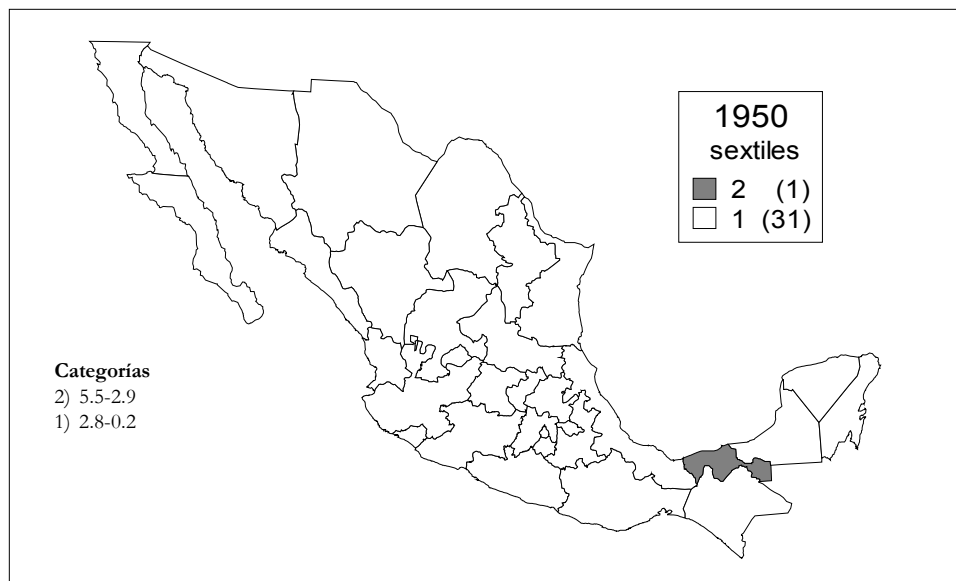 1950
sextiles
2 (1)
1 (31)
Categorías
2) 5.5-2.9
1) 2.8-0.2